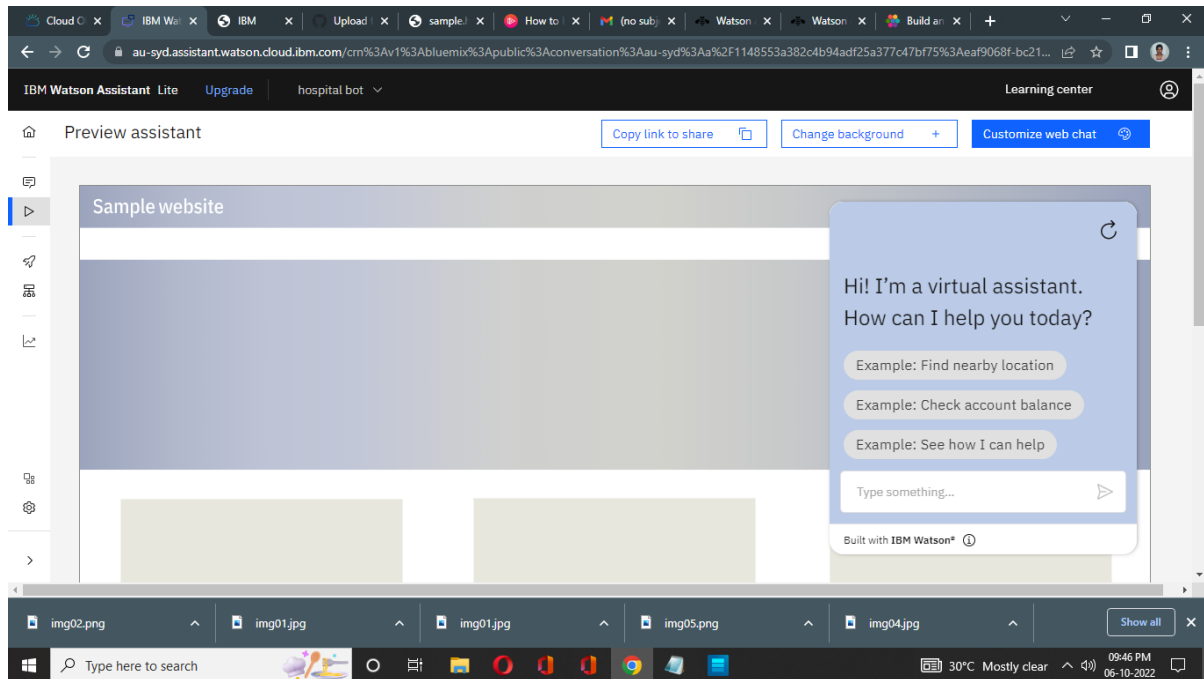 Cloud O
IBM Wat
IBM
Upload
sample.h
How to
(no subj
Watson
Watson
Build an
au-syd.assistant.watson.cloud.ibm.com/crn%3Av1%3Abluemix%3Apublic%3Aconversation%3Aau-syd%3Aa%2F1148553a382c4b94adf25a377c47bf75%3Aeaf9068f-bc21...
IBM Watson Assistant Lite Upgrade hospital bot Learning center
Preview assistant Copy link to share Change background + Customize web chat
Sample website
Hi! I'm a virtual assistant.
How can I help you today?
Example: Find nearby location
Example: Check account balance
Example: See how I can help
Type something...
Built with IBM Watson®
img02.png img01.jpg img01.jpg img05.png img04.jpg Show all
Type here to search 30°C Mostly clear 09:46 PM
06-10-2022